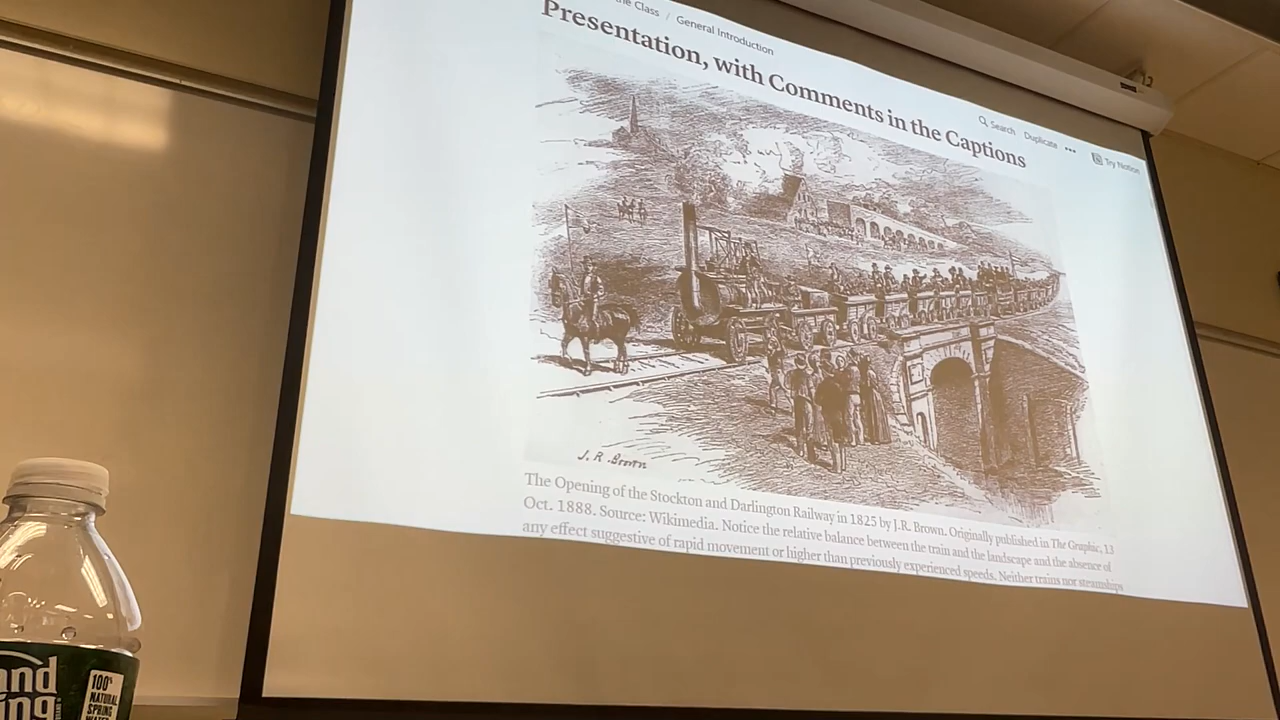 the Class / General Introduction
Presentation, with Comments in the Captions
Search Duplicate ••• Try Notion
J. R. Brown
The Opening of the Stockton and Darlington Railway in 1825 by J.R. Brown. Originally published in The Graphic, 13
Oct. 1888. Source: Wikimedia. Notice the relative balance between the train and the landscape and the absence of
any effect suggestive of rapid movement or higher than previously experienced speeds. Neither trains nor steamships
and
ing
100%
NATURAL
SPRING
WATER